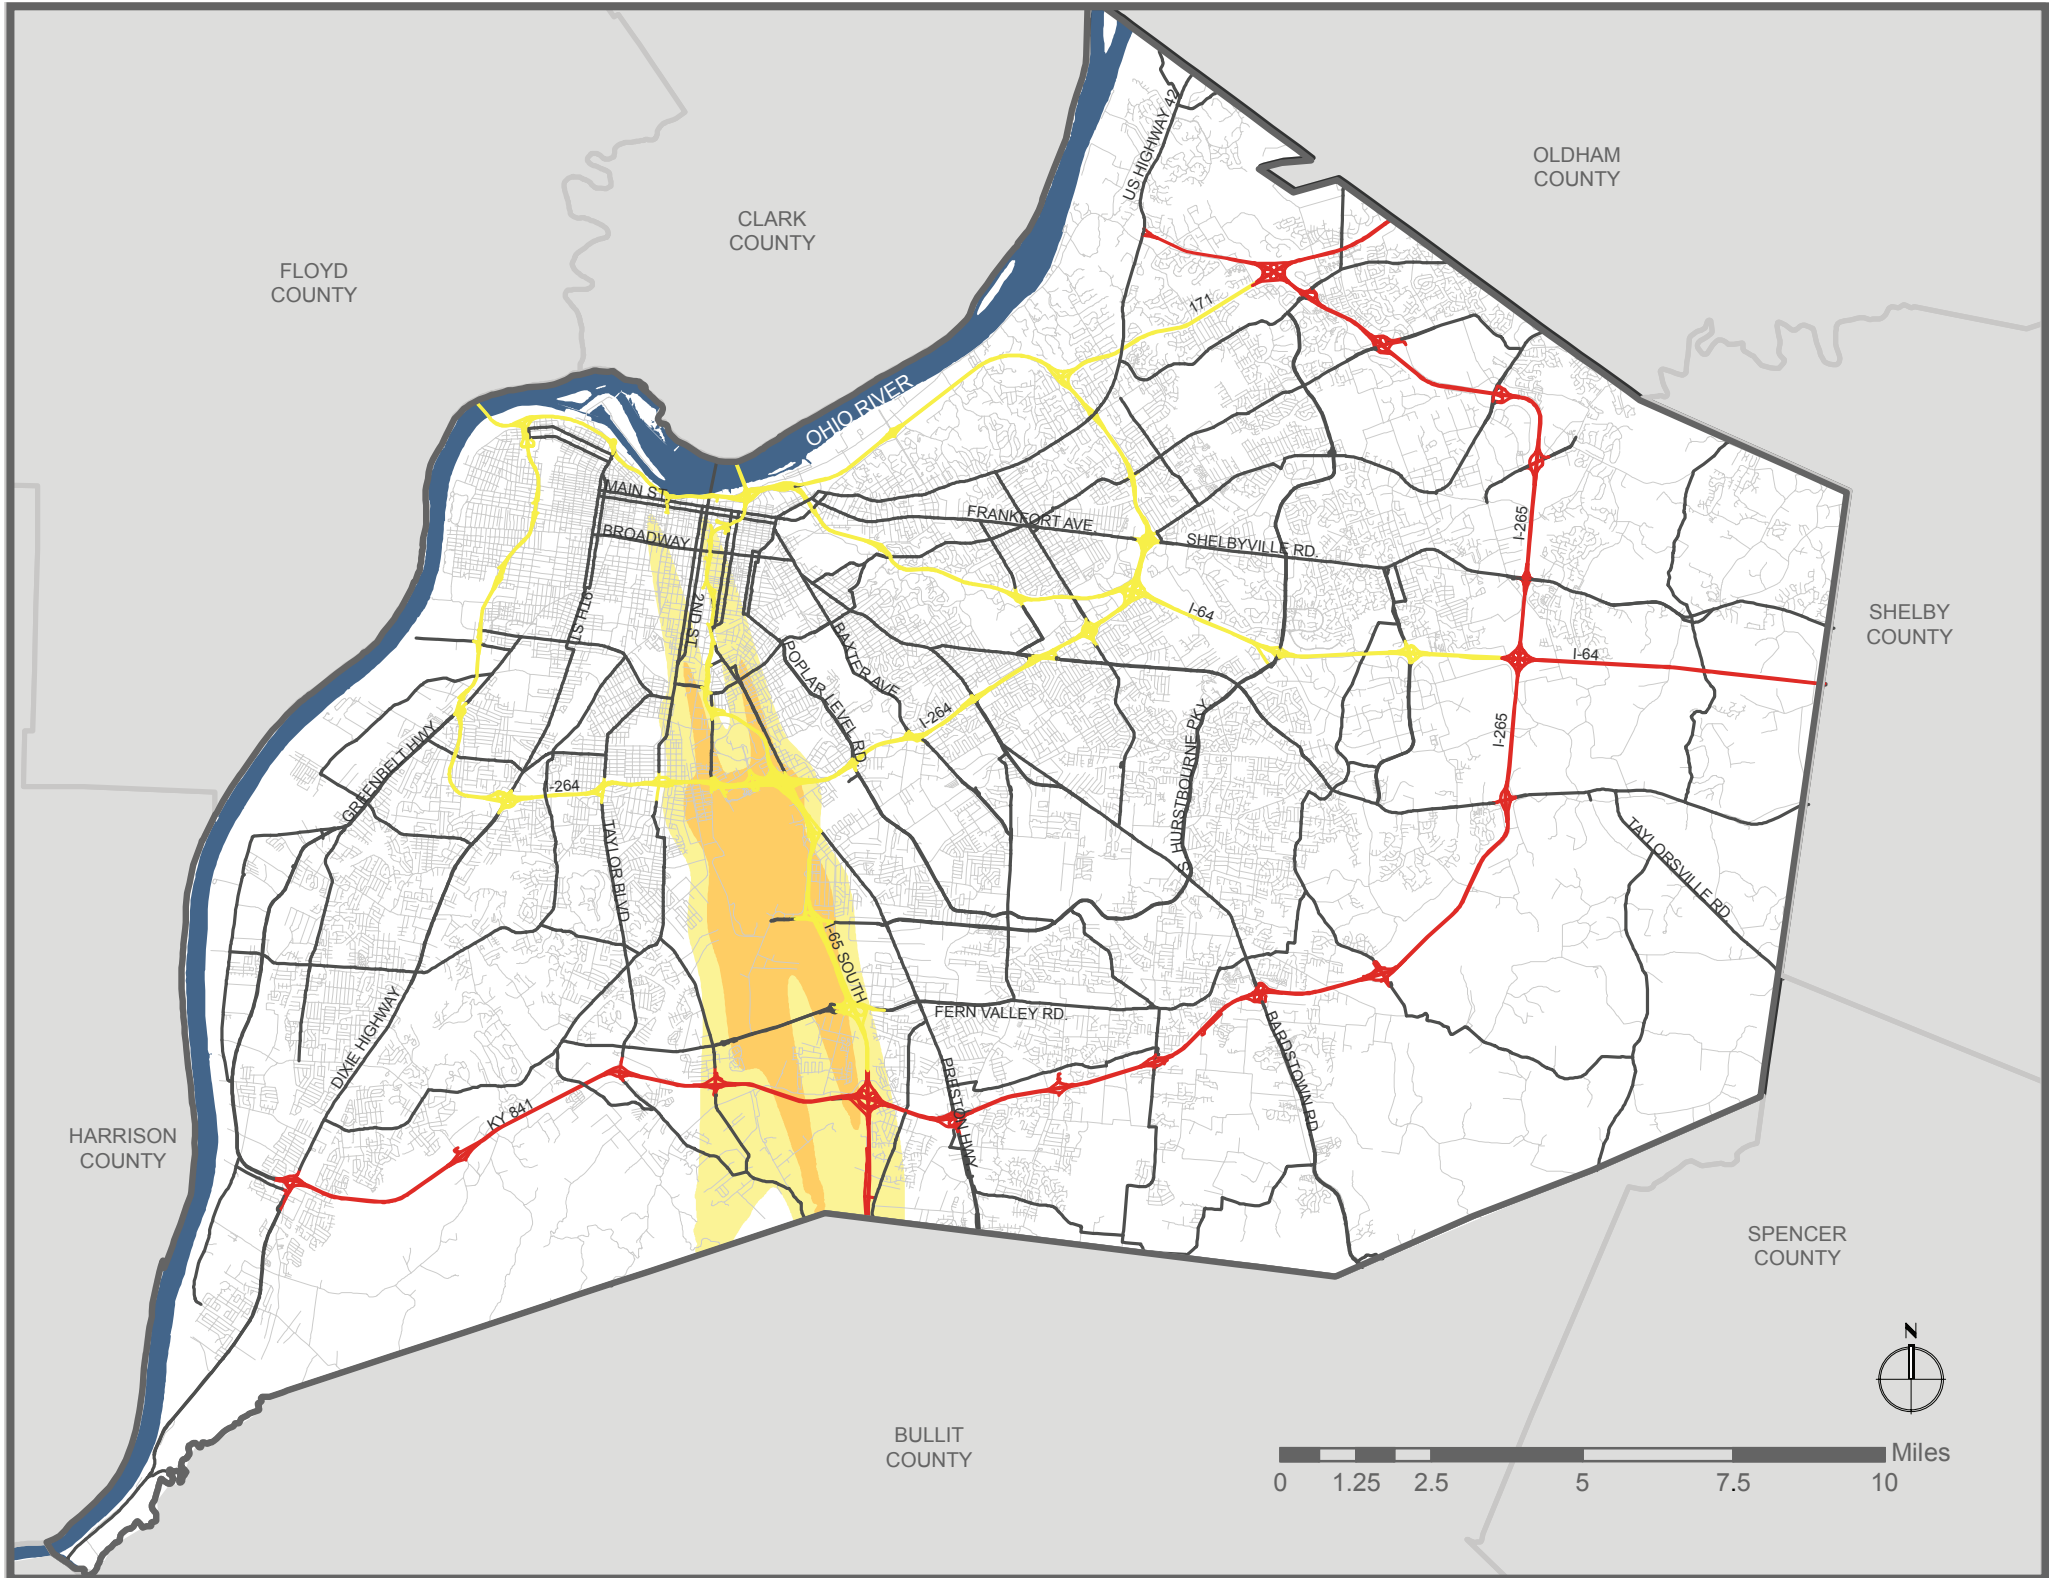 US HIGHWAY 42
OLDHAM
COUNTY
CLARK
COUNTY
FLOYD
COUNTY
171
OHIO RIVER
MAIN ST
FRANKFORT AVE
BROADWAY
SHELBYVILLE RD.
I-265
9TH ST
2ND ST
I-64
SHELBY
COUNTY
BAXTER AVE
POPLAR LEVEL RD.
I-64
I-264
I-265
GREENBELT HWY
S. HURSTBOURNE PKY
I-264
TAYLOR BLVD
TAYLORSVILLE RD.
I-65 SOUTH
DIXIE HIGHWAY
FERN VALLEY RD.
BARDSTOWN RD
PRESTON HWY.
KY 841
HARRISON
COUNTY
SPENCER
COUNTY
N
BULLIT
COUNTY
Miles
0 1.25 2.5 5 7.5 10